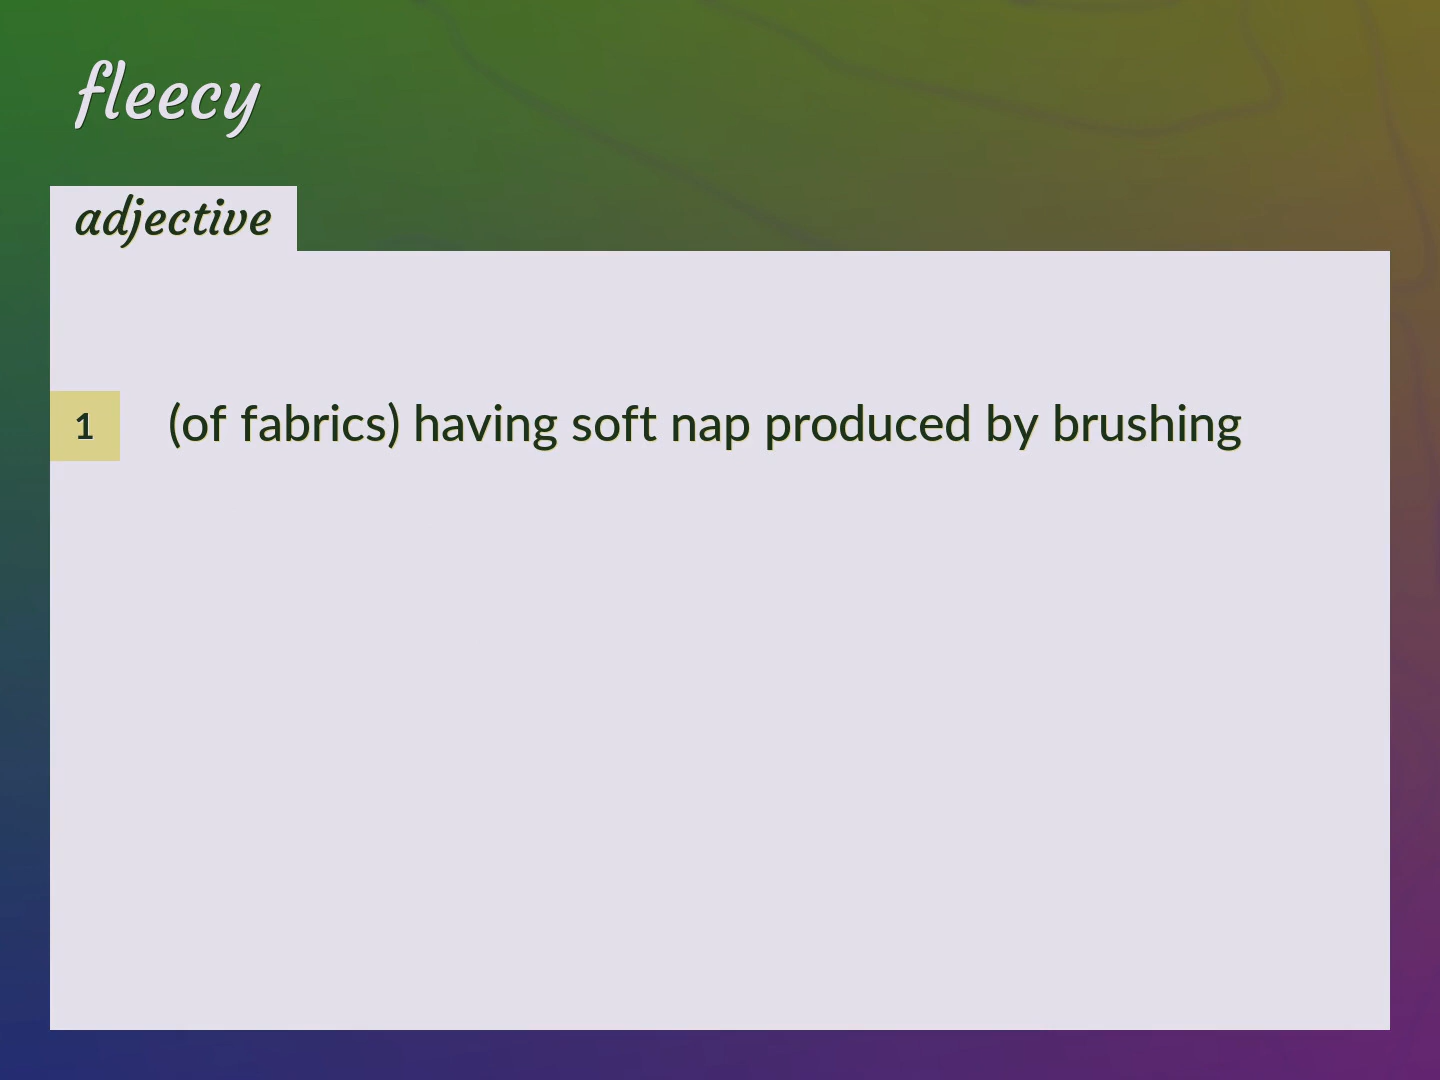 fleecy
adjective
1 (of fabrics) having soft nap produced by brushing